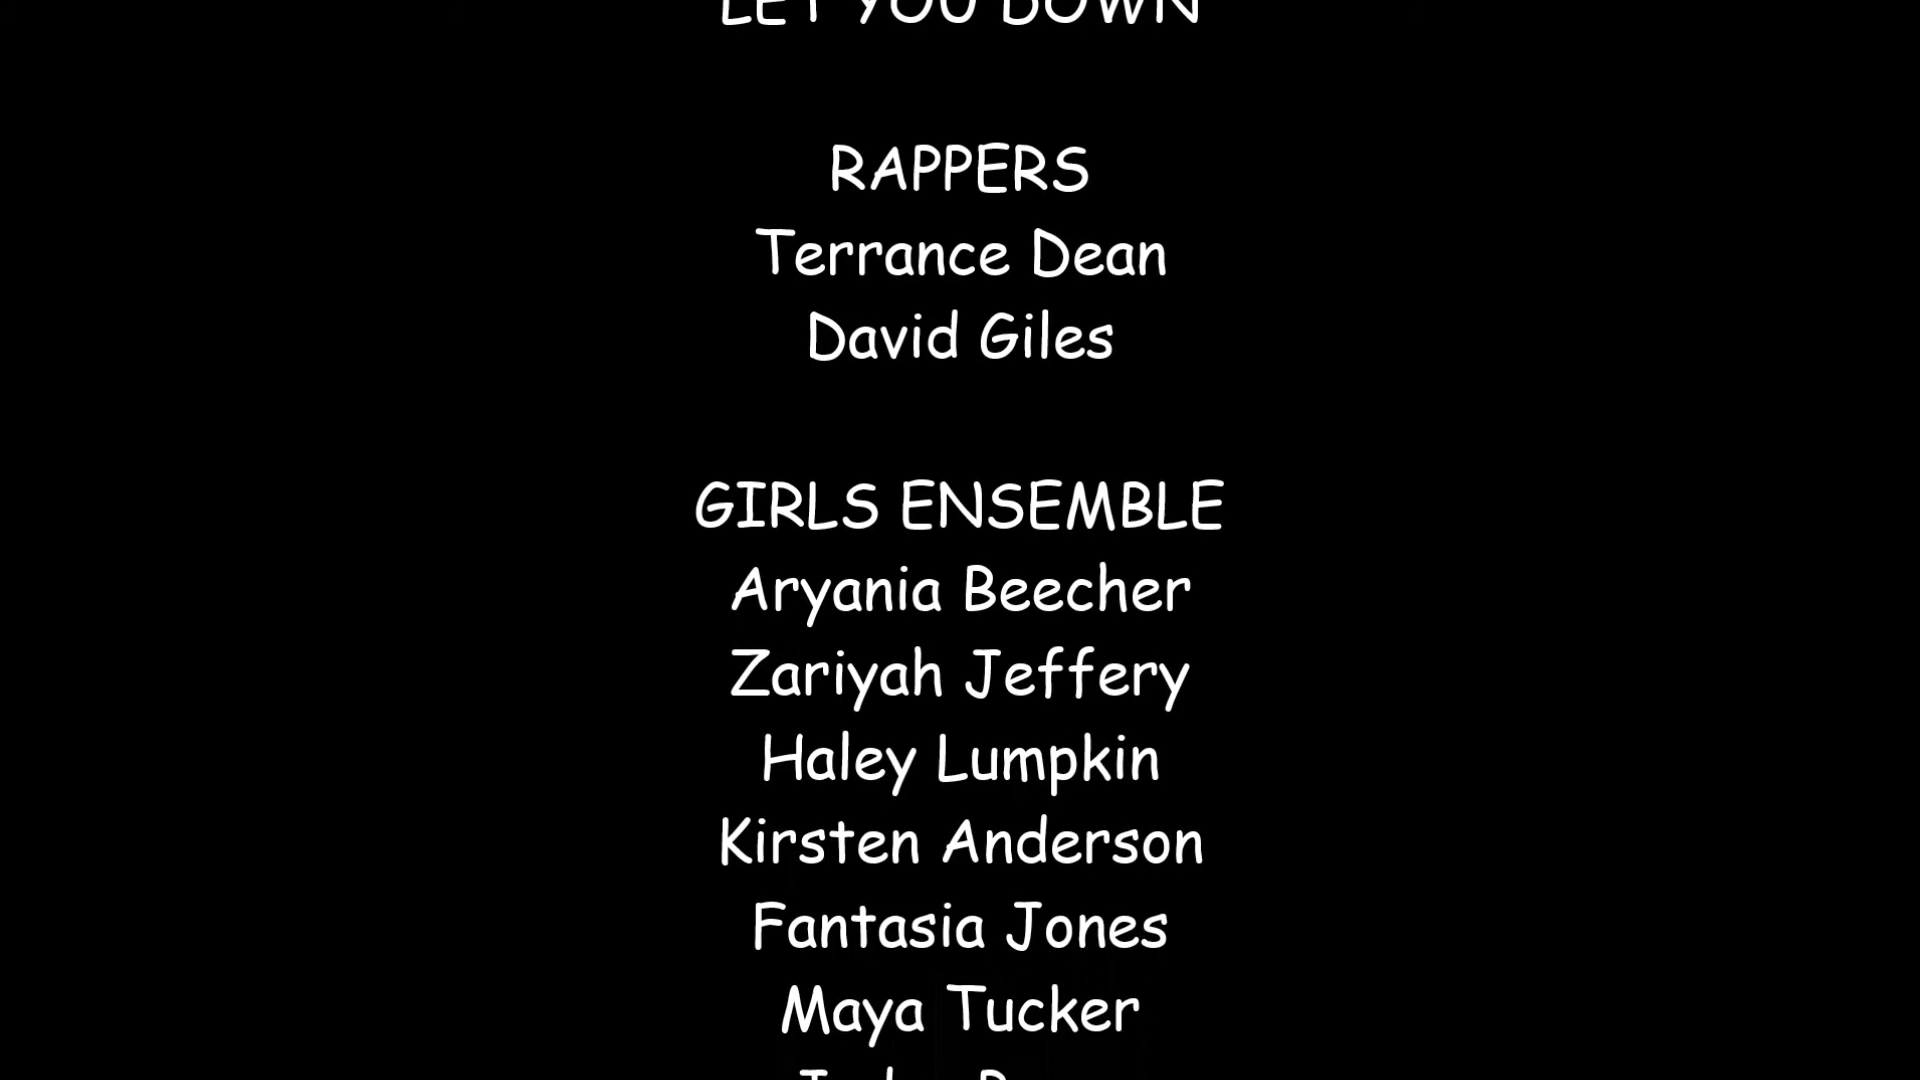 LET YOU DOWN
RAPPERS
Terrance Dean
David Giles
GIRLS ENSEMBLE
Aryania Beecher
Zariyah Jeffery
Haley Lumpkin
Kirsten Anderson
Fantasia Jones
Maya Tucker